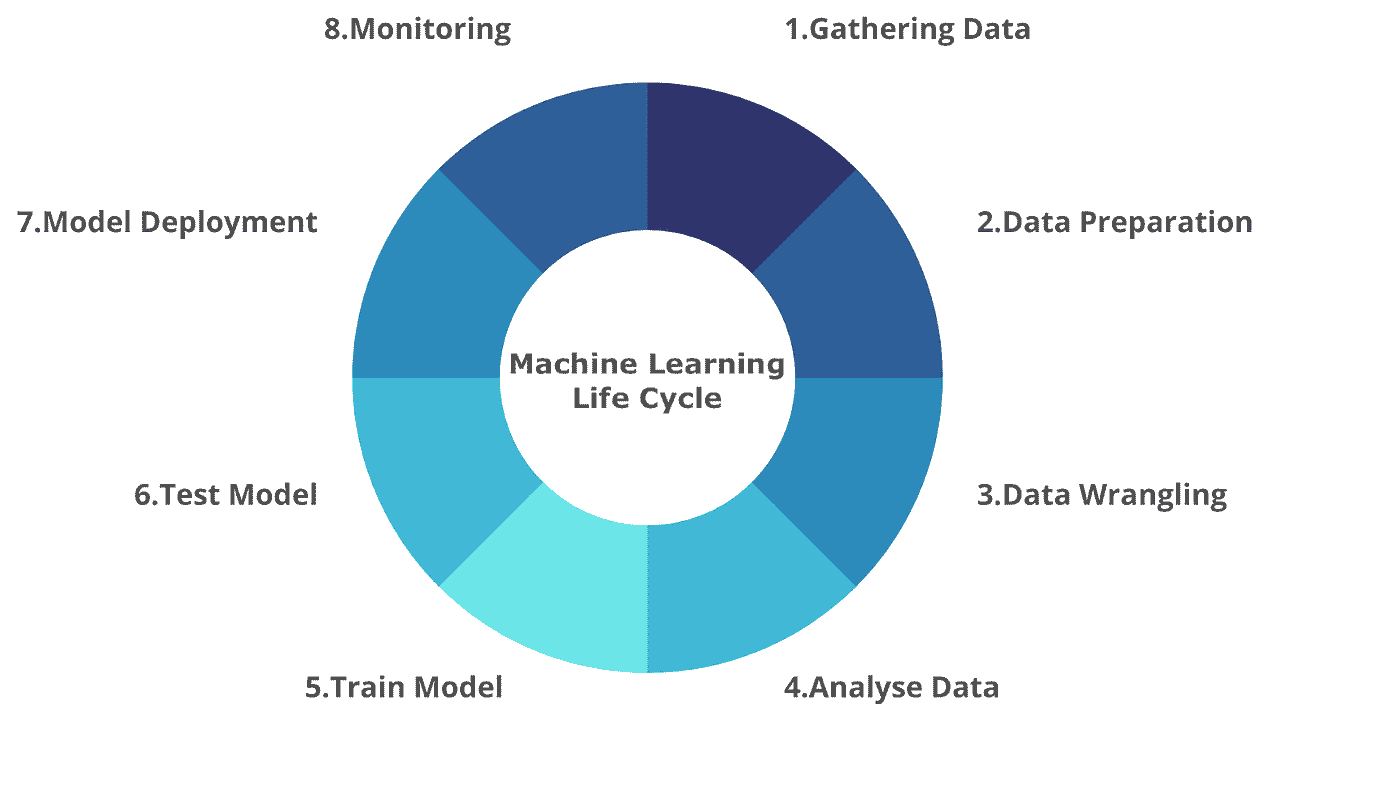 8.Monitoring
1.Gathering Data
7.Model Deployment
2.Data Preparation
Machine Learning
Life Cycle
6.Test Model
3.Data Wrangling
5.Train Model
4.Analyse Data